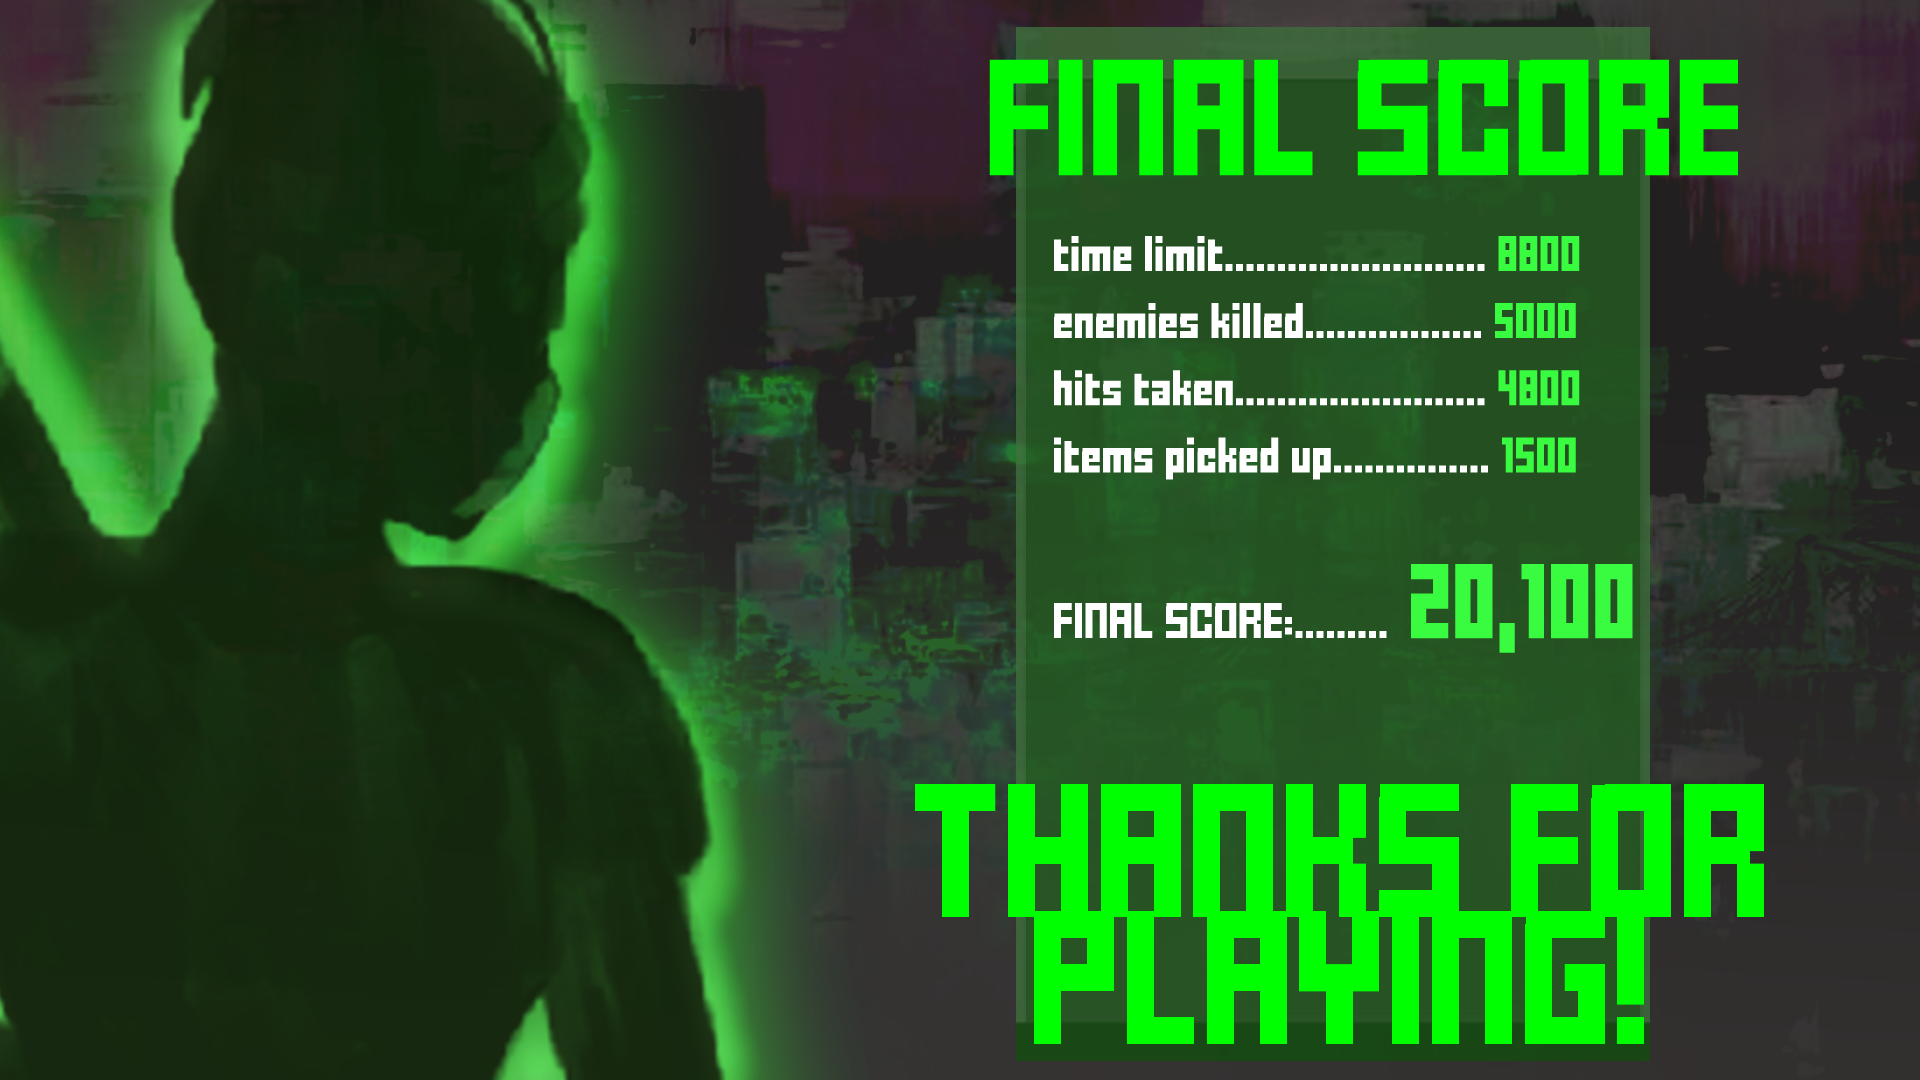 FINAL SCORE
time limit......................... 8800
enemies killed................. 5000
hits taken........................ 4800
items picked up............... 1500
FINAL SCORE:......... 20,100
THANKS FOR
PLAYING!